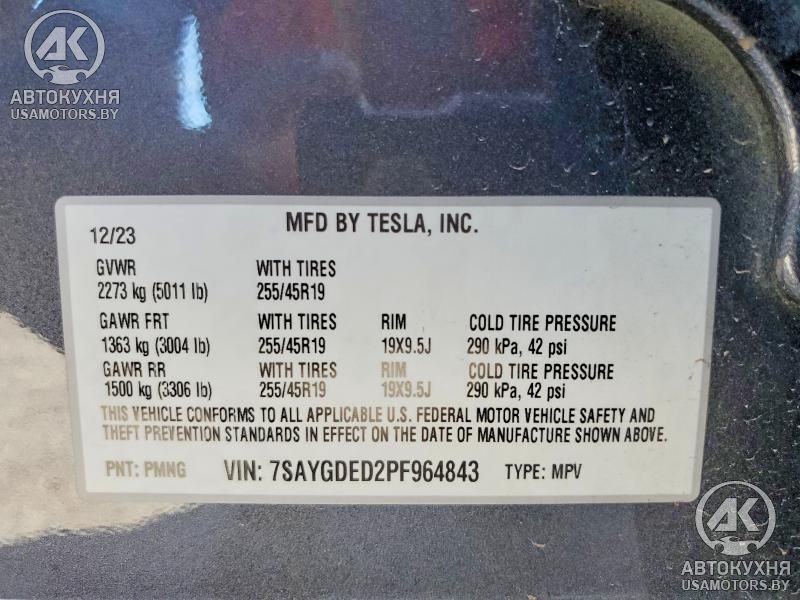 AK
АВТОКУХНЯ
USAMOTORS.BY
MFD BY TESLA, INC.
12/23
GVWR WITH TIRES
2273 kg (5011 lb) 255/45R19
GAWR FRT WITH TIRES RIM COLD TIRE PRESSURE
1363 kg (3004 lb) 255/45R19 19X9.5J 290 kPa, 42 psi
GAWR RR WITH TIRES RIM COLD TIRE PRESSURE
1500 kg (3306 lb) 255/45R19 19X9.5J 290 kPa, 42 psi
THIS VEHICLE CONFORMS TO ALL APPLICABLE U.S. FEDERAL MOTOR VEHICLE SAFETY AND
THEFT PREVENTION STANDARDS IN EFFECT ON THE DATE OF MANUFACTURE SHOWN ABOVE.
PNT: PMNG VIN: 7SAYGDED2PF964843 TYPE: MPV
AK
АВТОКУХНЯ
USAMOTORS.BY